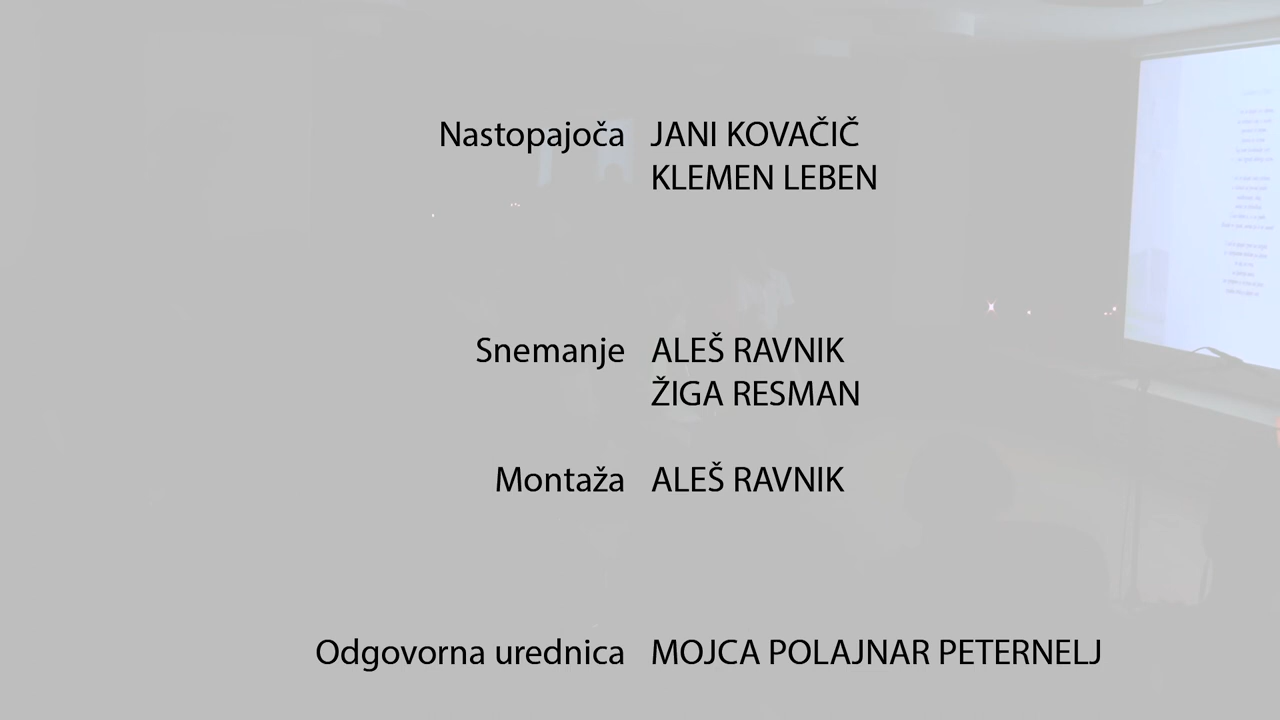 Nastopajoča JANI KOVAČIČ
KLEMEN LEBEN
Snemanje ALEŠ RAVNIK
ŽIGA RESMAN
Montaža ALEŠ RAVNIK
Odgovorna urednica MOJCA POLAJNAR PETERNELJ